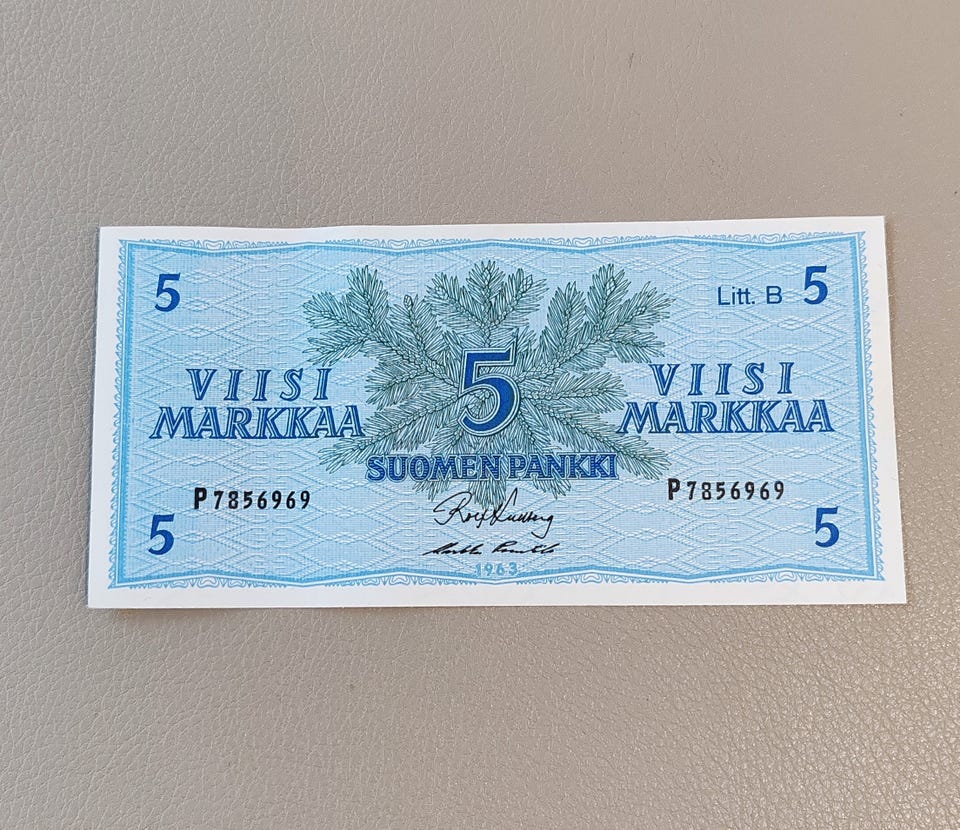 5
Litt. B 5
VIISI
MARKKAA
5
VIISI
MARKKAA
SUOMEN PANKKI
P7856969
P7856969
5
5
1963